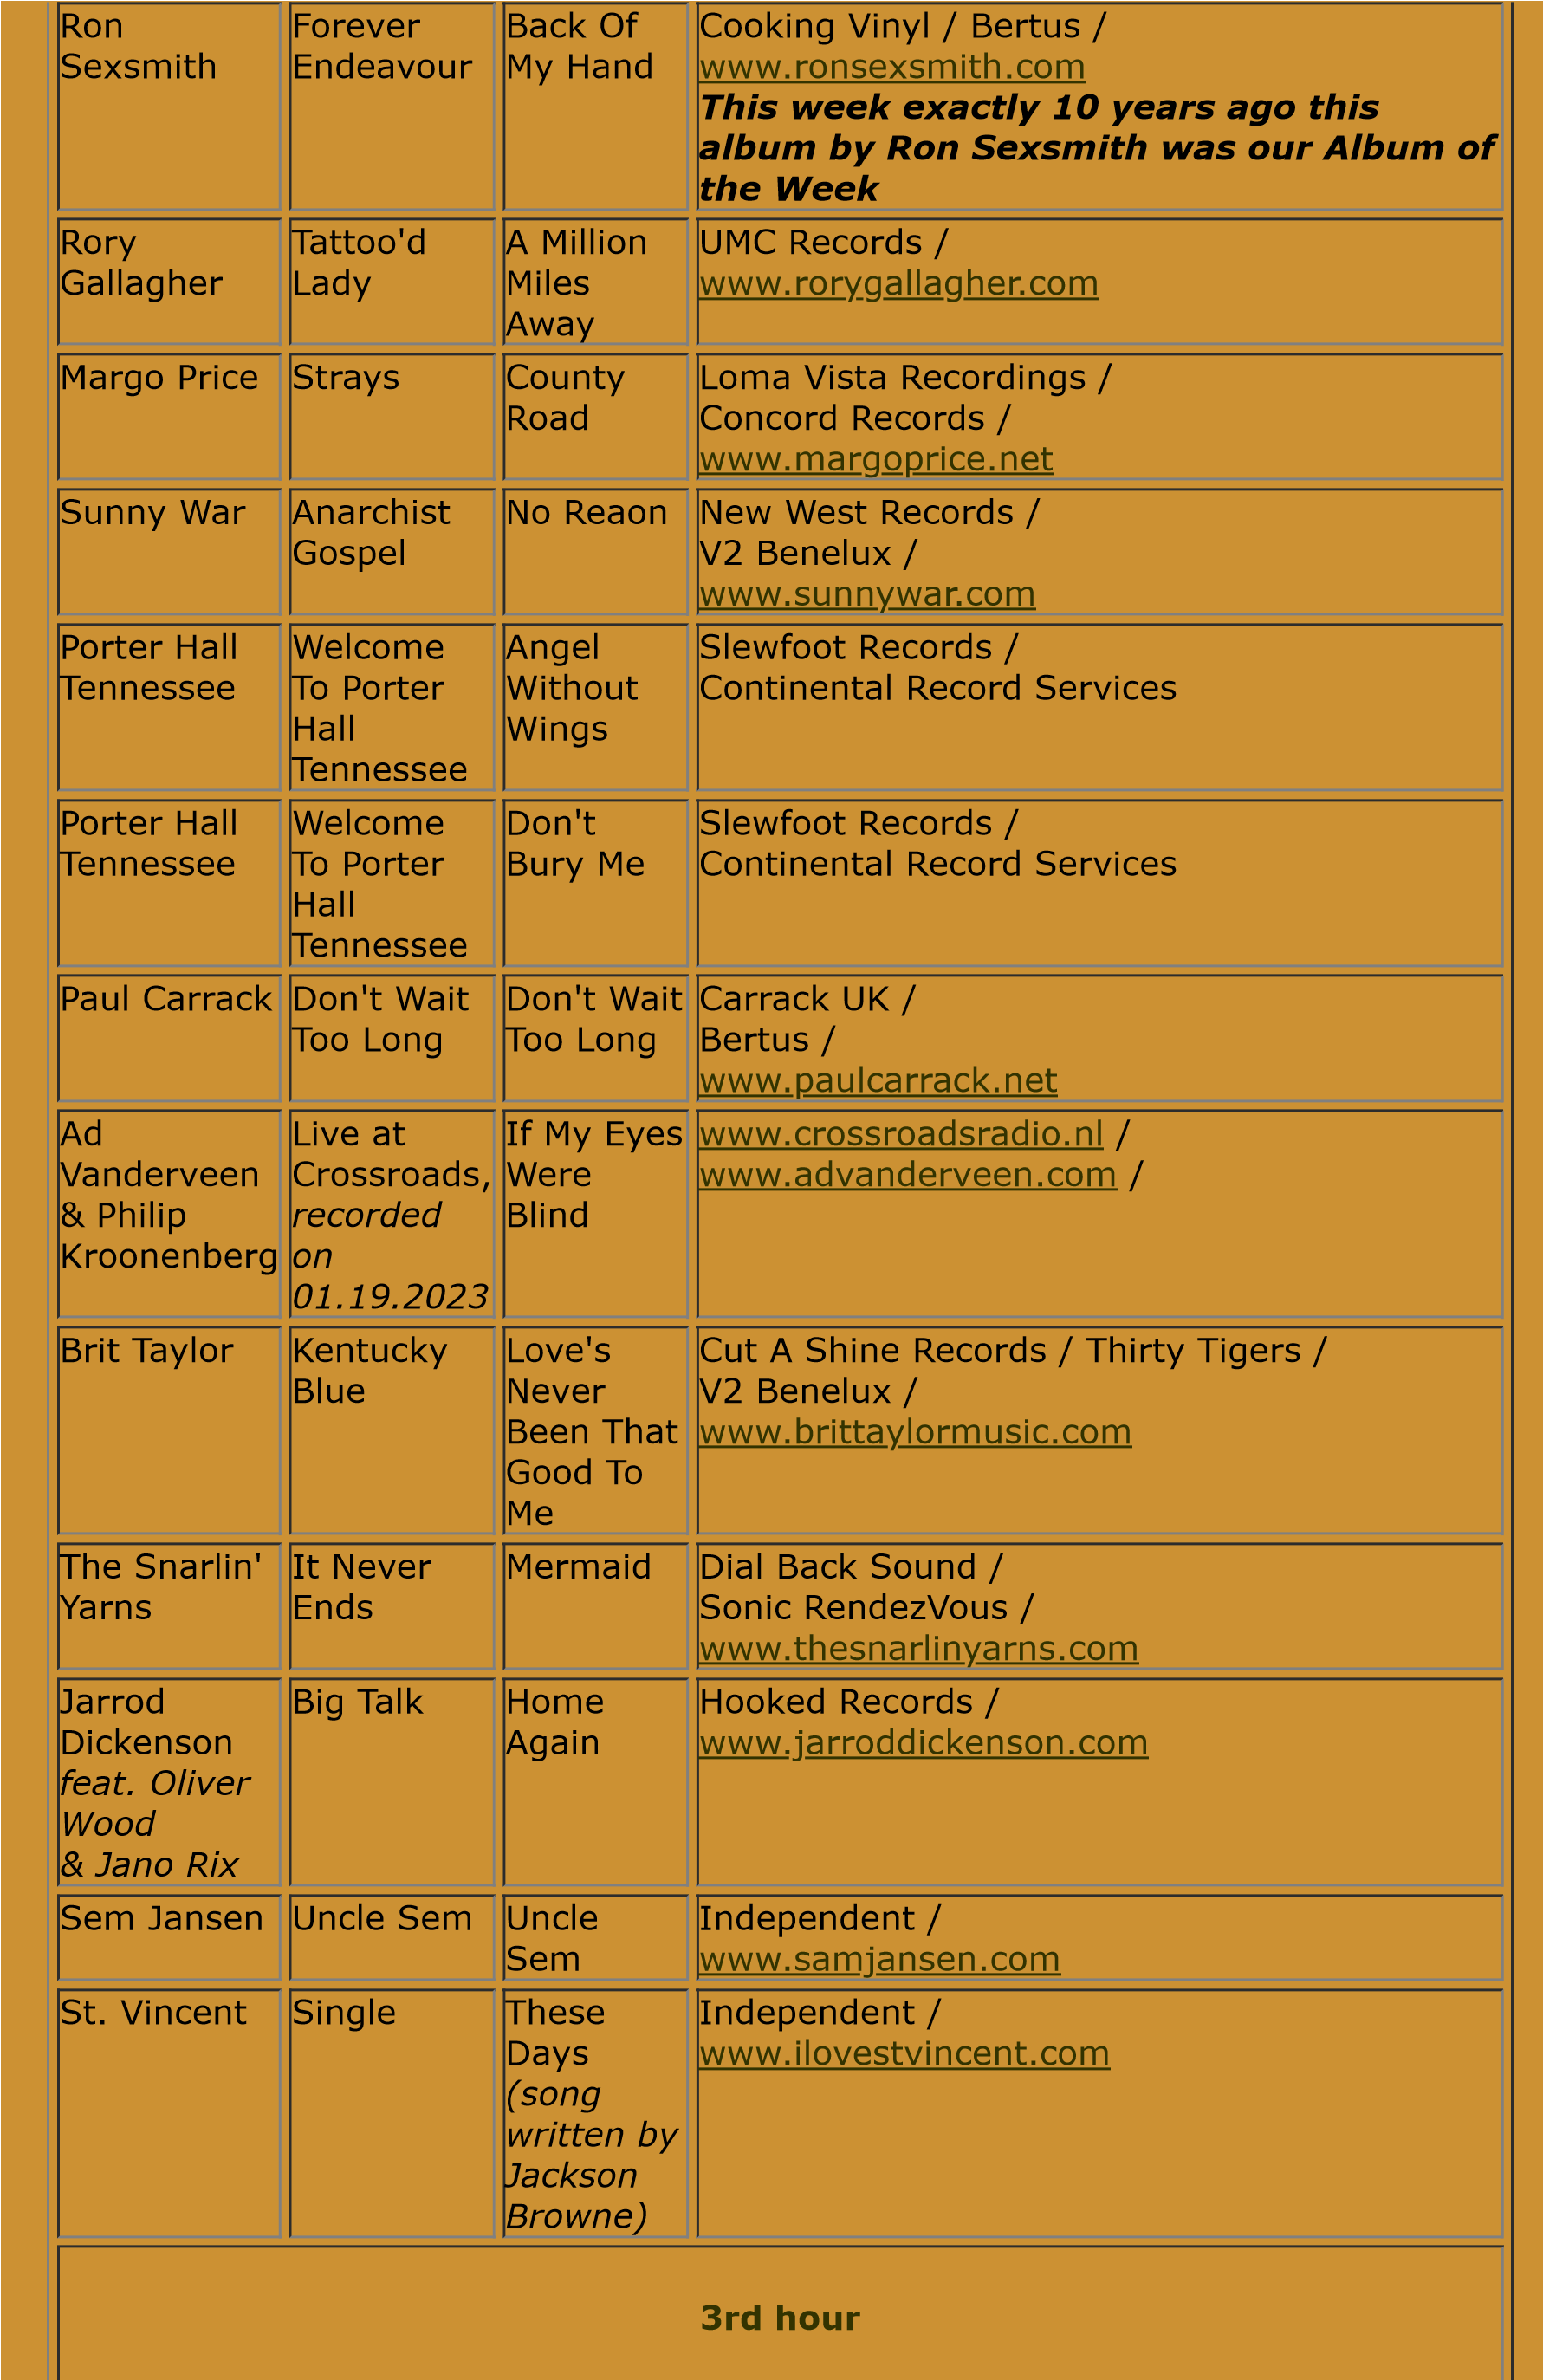 Ron
Sexsmith
Forever
Endeavour
Back Of
My Hand
Cooking Vinyl / Bertus /
www.ronsexsmith.com
This week exactly 10 years ago this
album by Ron Sexsmith was our Album of
the Week
Rory
Gallagher
Tattoo'd
Lady
A Million
Miles
Away
UMC Records /
www.rorygallagher.com
Margo Price
Strays
County
Road
Loma Vista Recordings /
Concord Records /
www.margoprice.net
Sunny War
Anarchist
Gospel
No Reaon
New West Records /
V2 Benelux /
www.sunnywar.com
Porter Hall
Tennessee
Welcome
To Porter
Hall
Tennessee
Angel
Without
Wings
Slewfoot Records /
Continental Record Services
Porter Hall
Tennessee
Welcome
To Porter
Hall
Tennessee
Don't
Bury Me
Slewfoot Records /
Continental Record Services
Paul Carrack
Don't Wait
Too Long
Don't Wait
Too Long
Carrack UK /
Bertus /
www.paulcarrack.net
Ad
Vanderveen
& Philip
Kroonenberg
Live at
Crossroads,
recorded
on
01.19.2023
If My Eyes
Were
Blind
www.crossroadsradio.nl /
www.advanderveen.com /
Brit Taylor
Kentucky
Blue
Love's
Never
Been That
Good To
Me
Cut A Shine Records / Thirty Tigers /
V2 Benelux /
www.brittaylormusic.com
The Snarlin'
Yarns
It Never
Ends
Mermaid
Dial Back Sound /
Sonic RendezVous /
www.thesnarlinyarns.com
Jarrod
Dickenson
feat. Oliver
Wood
& Jano Rix
Big Talk
Home
Again
Hooked Records /
www.jarroddickenson.com
Sem Jansen
Uncle Sem
Uncle
Sem
Independent /
www.samjansen.com
St. Vincent
Single
These
Days
(song
written by
Jackson
Browne)
Independent /
www.ilovestvincent.com
3rd hour